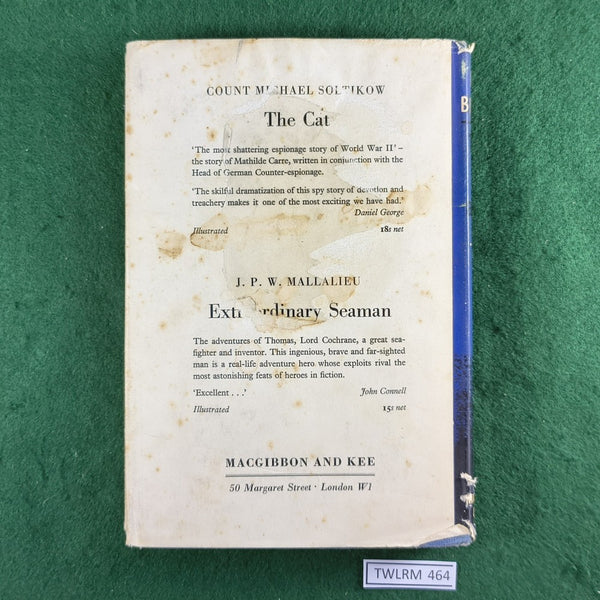 COUNT MICHAEL SOLTIKOW
The Cat
'The most shattering espionage story of World War II' –
the story of Mathilde Carre, written in conjunction with the
Head of German Counter-espionage.
'The skilful dramatization of this spy story of devotion and
treachery makes it one of the most exciting we have had.'
Daniel George
Illustrated 18s net
J. P. W. MALLALIEU
Extraordinary Seaman
The adventures of Thomas, Lord Cochrane, a great sea-
fighter and inventor. This ingenious, brave and far-sighted
man is a real-life adventure hero whose exploits rival the
most astonishing feats of heroes in fiction.
'Excellent . . .' John Connell
Illustrated 15s net
MACGIBBON AND KEE
50 Margaret Street · London W1
B
TWLRM 464